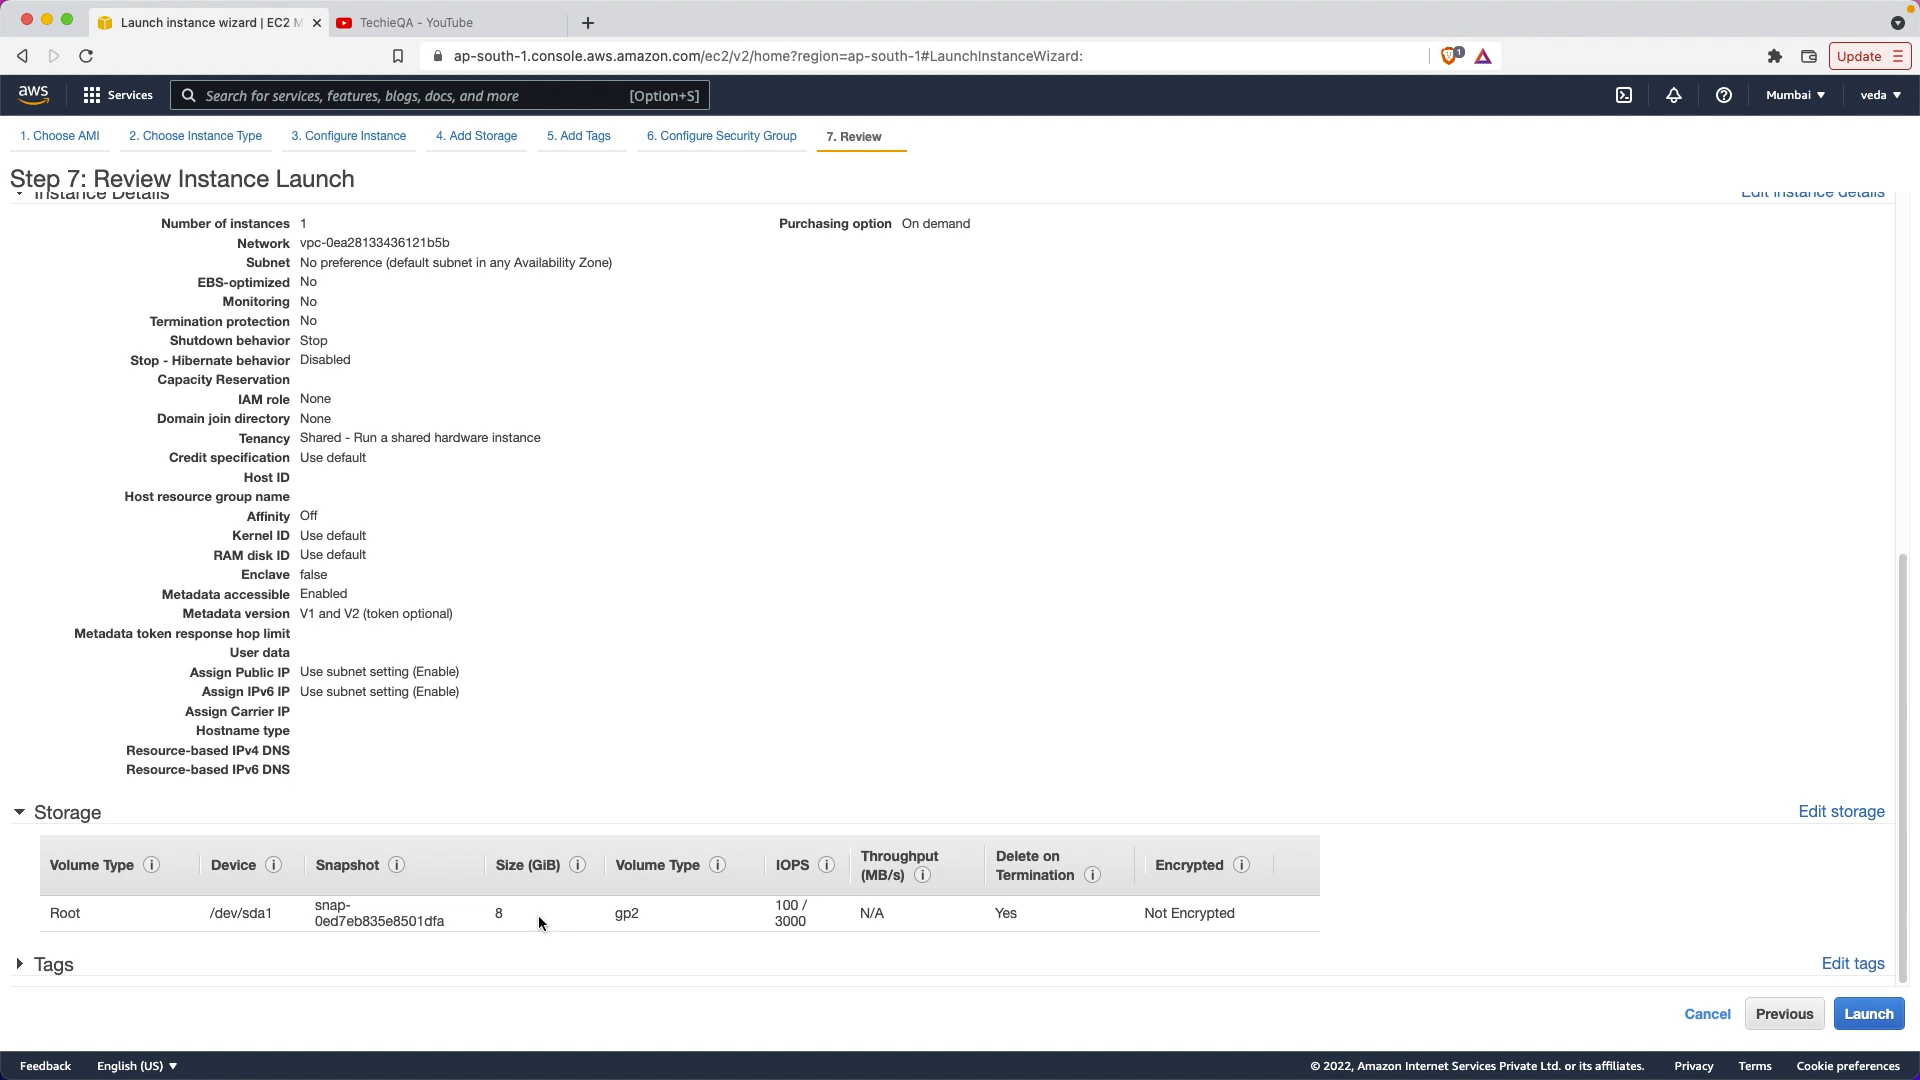 Launch instance wizard | EC2 M
TechieQA - YouTube
ap-south-1.console.aws.amazon.com/ec2/v2/home?region=ap-south-1#LaunchInstanceWizard:
1
Update
aws
Services
Search for services, features, blogs, docs, and more
[Option+S]
Mumbai
veda
1. Choose AMI
2. Choose Instance Type
3. Configure Instance
4. Add Storage
5. Add Tags
6. Configure Security Group
7. Review
Step 7: Review Instance Launch
Instance Details
Edit instance details
Number of instances 1
Purchasing option On demand
Network vpc-0ea28133436121b5b
Subnet No preference (default subnet in any Availability Zone)
EBS-optimized No
Monitoring No
Termination protection No
Shutdown behavior Stop
Stop - Hibernate behavior Disabled
Capacity Reservation
IAM role None
Domain join directory None
Tenancy Shared - Run a shared hardware instance
Credit specification Use default
Host ID
Host resource group name
Affinity Off
Kernel ID Use default
RAM disk ID Use default
Enclave false
Metadata accessible Enabled
Metadata version V1 and V2 (token optional)
Metadata token response hop limit
User data
Assign Public IP Use subnet setting (Enable)
Assign IPv6 IP Use subnet setting (Enable)
Assign Carrier IP
Hostname type
Resource-based IPv4 DNS
Resource-based IPv6 DNS
Storage
Edit storage
Volume Type
Device
Snapshot
Size (GiB)
Volume Type
IOPS
Throughput
(MB/s)
Delete on
Termination
Encrypted
Root
/dev/sda1
snap-
0ed7eb835e8501dfa
8
gp2
100 /
3000
N/A
Yes
Not Encrypted
Tags
Edit tags
Cancel
Previous
Launch
Feedback
English (US)
© 2022, Amazon Internet Services Private Ltd. or its affiliates.
Privacy
Terms
Cookie preferences